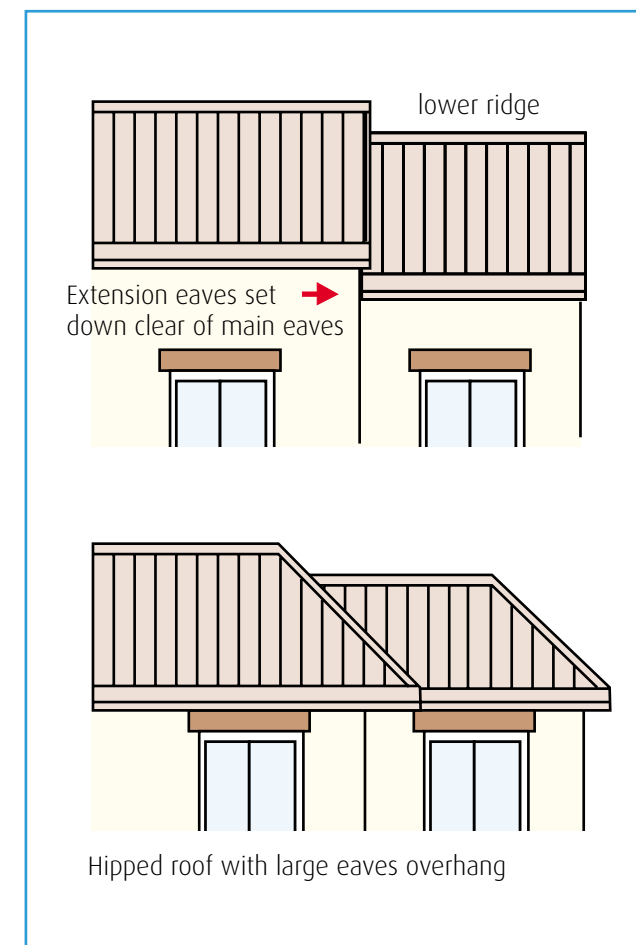 lower ridge
Extension eaves set
down clear of main eaves
Hipped roof with large eaves overhang